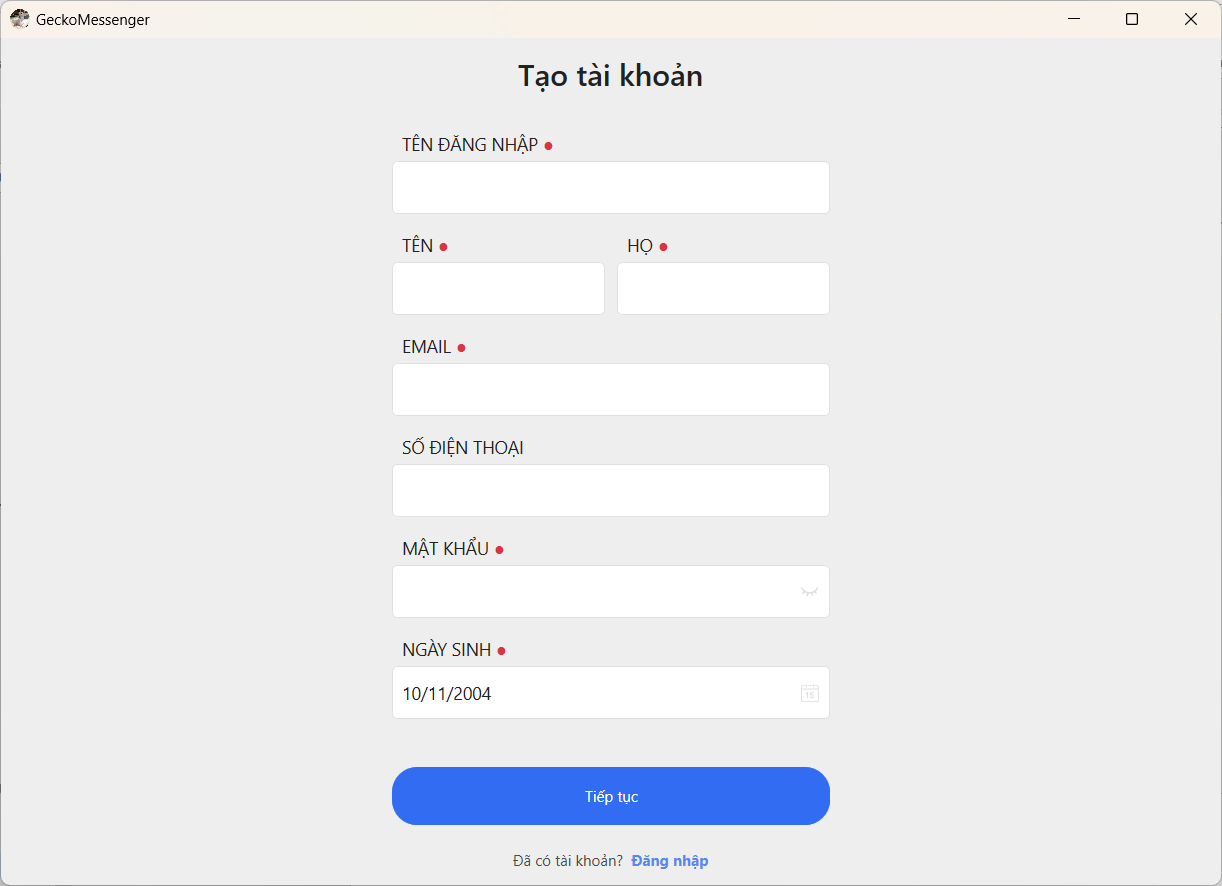 GeckoMessenger
Tạo tài khoản
TÊN ĐĂNG NHẬP
TÊN HỌ
EMAIL
SỐ ĐIỆN THOẠI
MẬT KHẨU
NGÀY SINH
10/11/2004
15
Tiếp tục
Đã có tài khoản? Đăng nhập